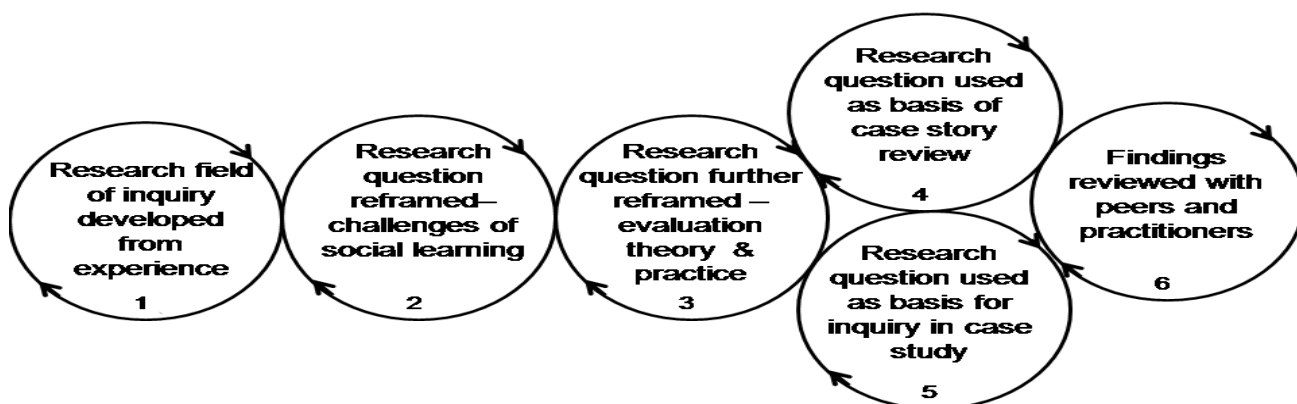 Research field
of inquiry
developed
from
experience
1
Research
question
reframed–
challenges of
social learning
2
Research
question further
reframed –
evaluation
theory & 
practice
3
Research
question used
as basis of
case story
review
4
Research
question used
as basis for
inquiry in case
study
5
Findings
reviewed with
peers and
practitioners
6